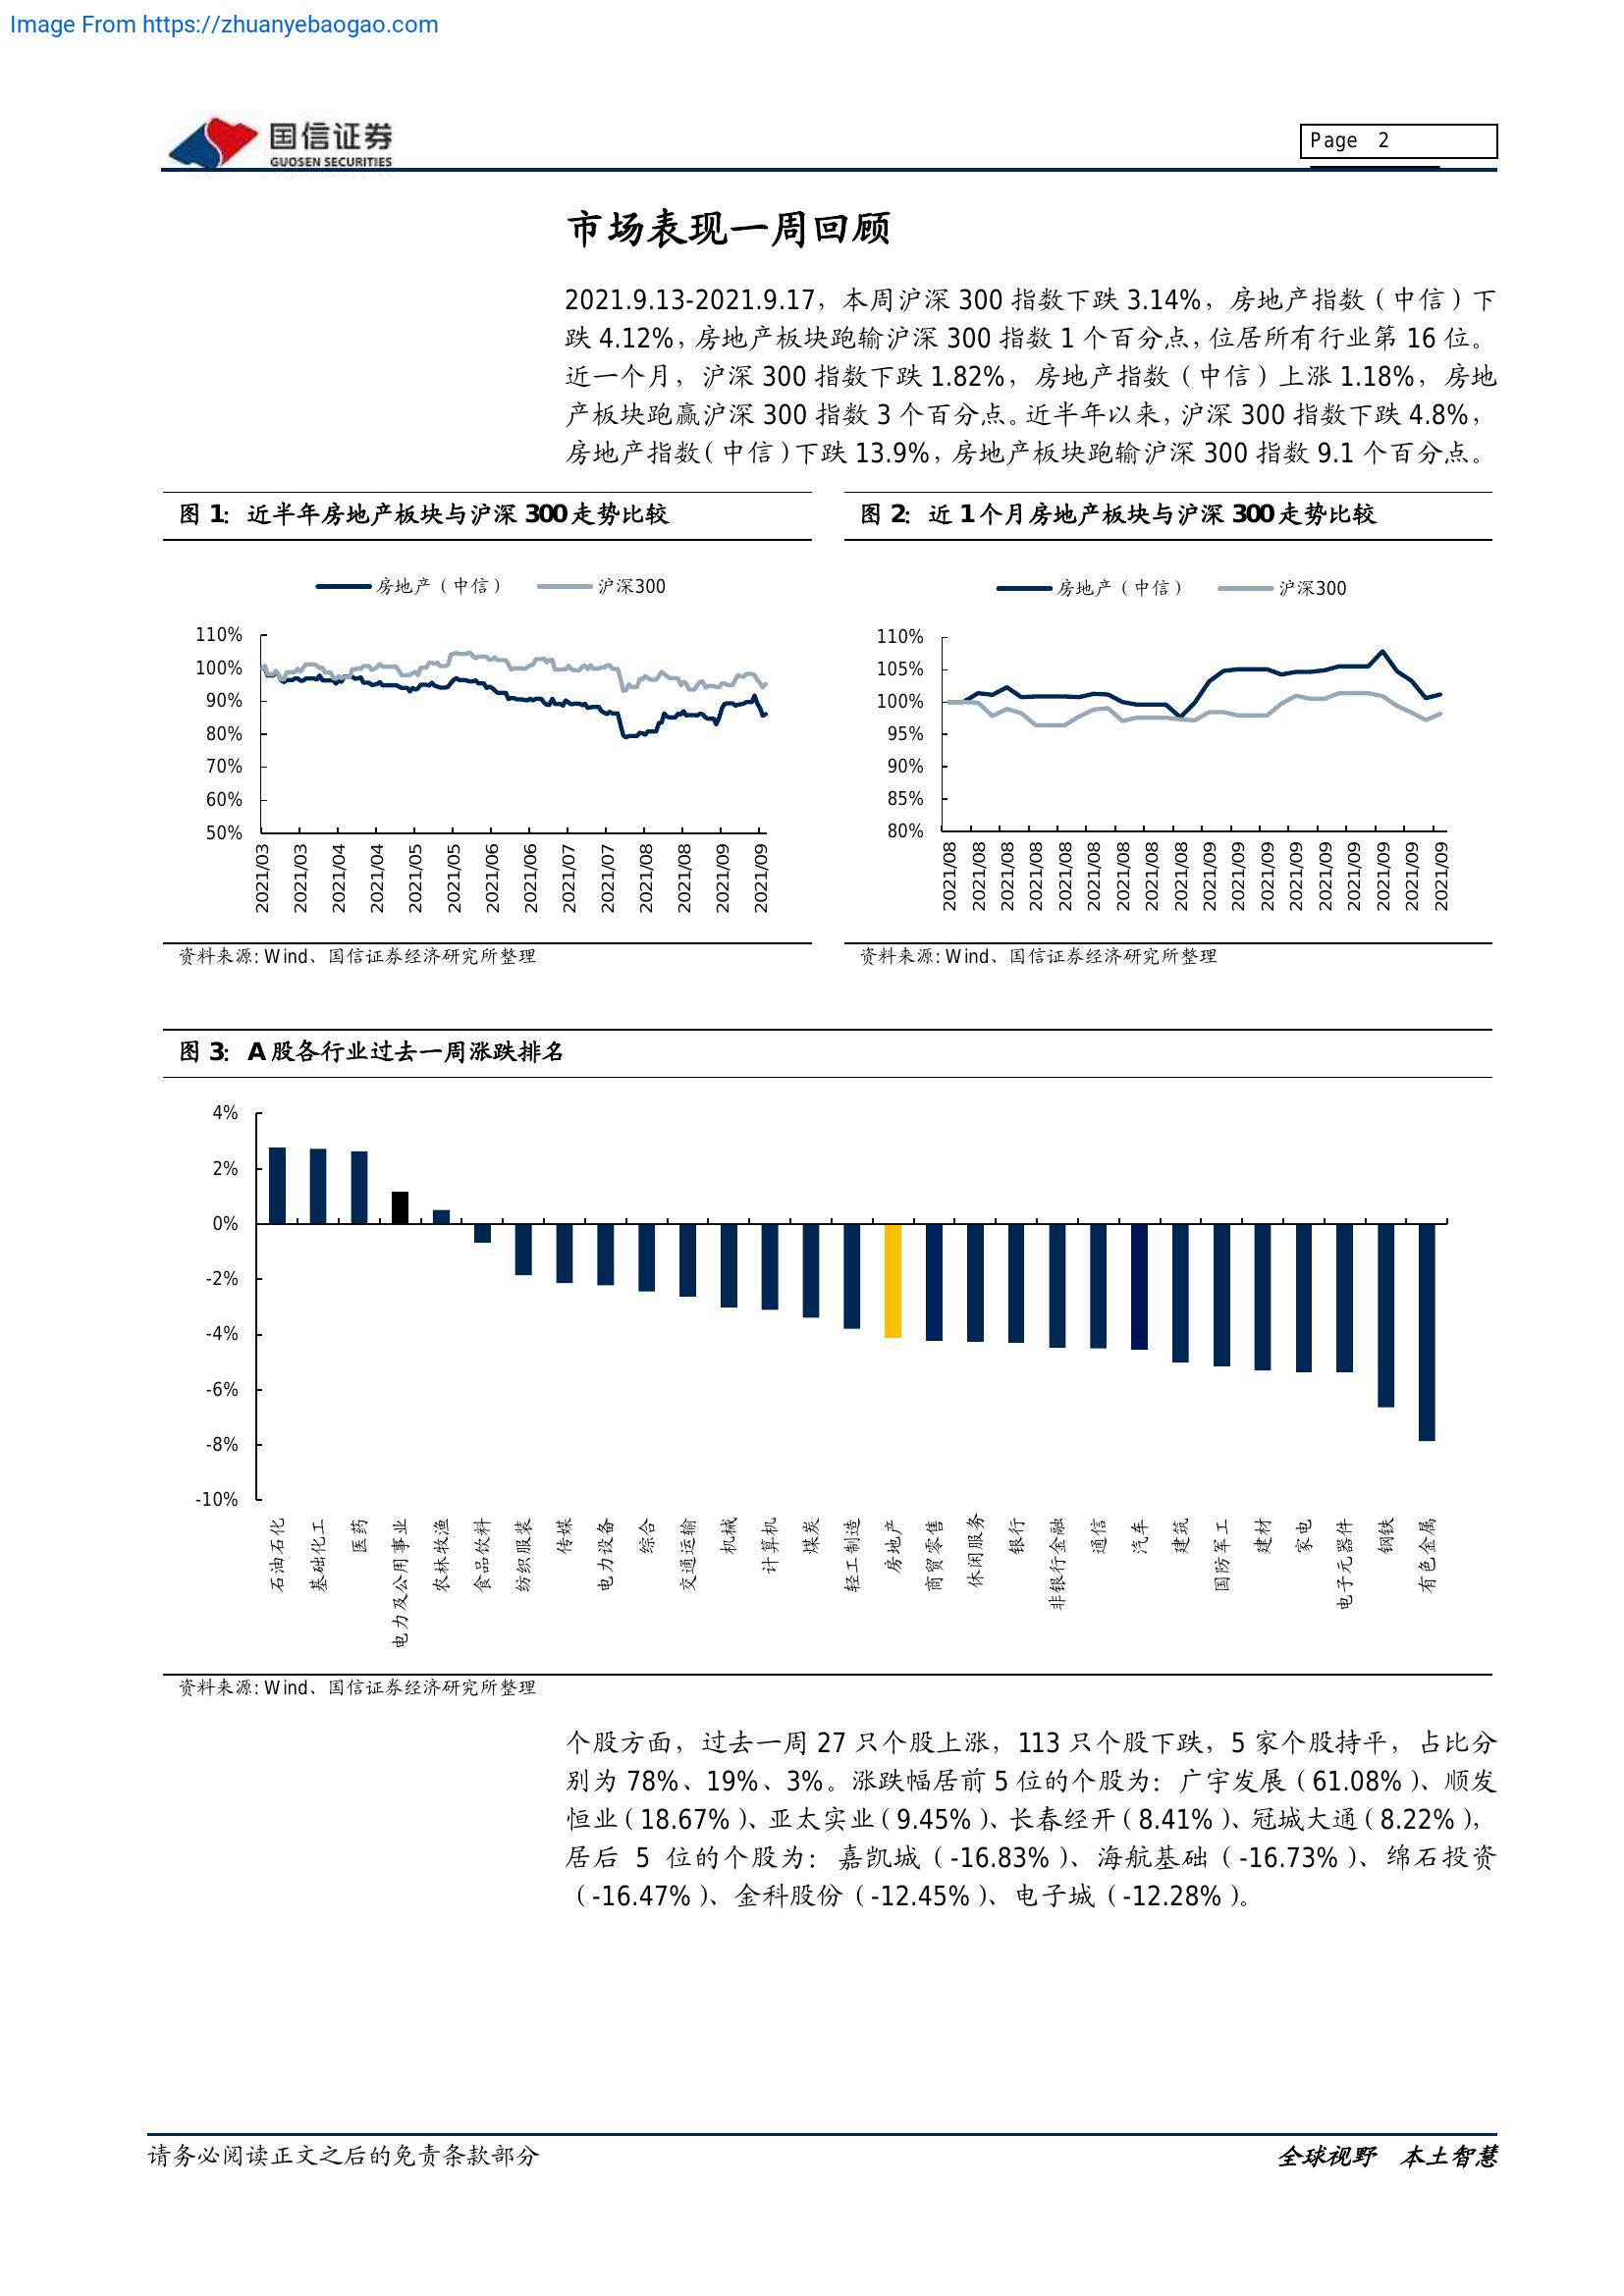 Image From https://zhuanyebaogao.com
国信证券
GUOSEN SECURITIES
Page 2
市场表现一周回顾
2021.9.13-2021.9.17，本周沪深 300 指数下跌 3.14%，房地产指数（中信）下
跌 4.12%，房地产板块跑输沪深 300 指数 1 个百分点，位居所有行业第 16 位。
近一个月，沪深 300 指数下跌 1.82%，房地产指数（中信）上涨 1.18%，房地
产板块跑赢沪深 300 指数 3 个百分点。近半年以来，沪深 300 指数下跌 4.8%，
房地产指数（中信）下跌 13.9%，房地产板块跑输沪深 300 指数 9.1 个百分点。
图 1：近半年房地产板块与沪深 300 走势比较
房地产（中信） 沪深300
110%
100%
90%
80%
70%
60%
50%
2021/03
2021/03
2021/04
2021/04
2021/05
2021/05
2021/06
2021/06
2021/07
2021/07
2021/08
2021/08
2021/09
2021/09
资料来源: Wind、国信证券经济研究所整理
图 2：近 1 个月房地产板块与沪深 300 走势比较
房地产（中信） 沪深300
110%
105%
100%
95%
90%
85%
80%
2021/08
2021/08
2021/08
2021/08
2021/08
2021/08
2021/08
2021/08
2021/08
2021/09
2021/09
2021/09
2021/09
2021/09
2021/09
2021/09
2021/09
2021/09
资料来源: Wind、国信证券经济研究所整理
图 3：A 股各行业过去一周涨跌排名
4%
2%
0%
-2%
-4%
-6%
-8%
-10%
石油石化
基础化工
医药
电力及公用事业
农林牧渔
食品饮料
纺织服装
传媒
电力设备
综合
交通运输
机械
计算机
煤炭
轻工制造
房地产
商贸零售
休闲服务
银行
非银行金融
通信
汽车
建筑
国防军工
建材
家电
电子元器件
钢铁
有色金属
资料来源: Wind、国信证券经济研究所整理
个股方面，过去一周 27 只个股上涨，113 只个股下跌，5 家个股持平，占比分
别为 78%、19%、3%。涨跌幅居前 5 位的个股为：广宇发展（61.08%）、顺发
恒业（18.67%）、亚太实业（9.45%）、长春经开（8.41%）、冠城大通（8.22%），
居后 5 位的个股为：嘉凯城（-16.83%）、海航基础（-16.73%）、绵石投资
（-16.47%）、金科股份（-12.45%）、电子城（-12.28%）。
请务必阅读正文之后的免责条款部分
全球视野 本土智慧